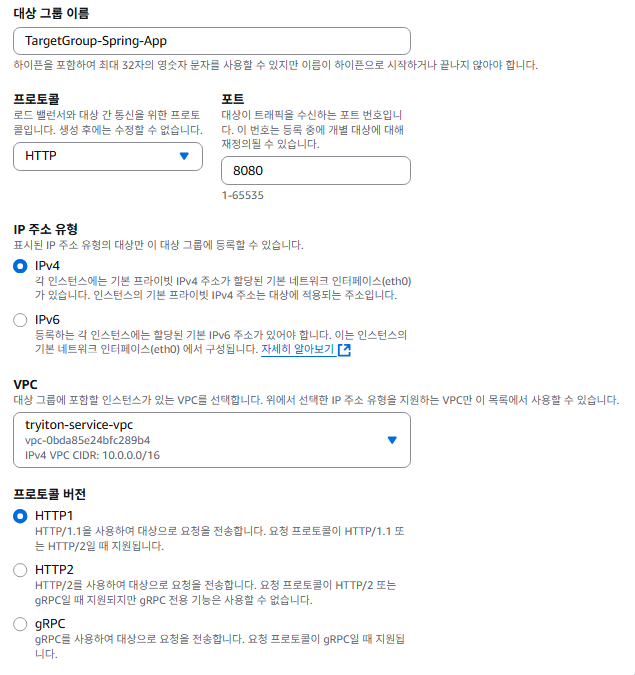 대상 그룹 이름
TargetGroup-Spring-App
하이픈을 포함하여 최대 32자의 영숫자 문자를 사용할 수 있지만 이름이 하이픈으로 시작하거나 끝나지 않아야 합니다.
프로토콜
로드 밸런서와 대상 간 통신을 위한 프로토
콜입니다. 생성 후에는 수정할 수 없습니다.
HTTP
포트
대상이 트래픽을 수신하는 포트 번호입니
다. 이 번호는 등록 중에 개별 대상에 대해
재정의될 수 있습니다.
8080
1-65535
IP 주소 유형
표시된 IP 주소 유형의 대상만 이 대상 그룹에 등록할 수 있습니다.
IPv4
각 인스턴스에는 기본 프라이빗 IPv4 주소가 할당된 기본 네트워크 인터페이스(eth0)
가 있습니다. 인스턴스의 기본 프라이빗 IPv4 주소는 대상에 적용되는 주소입니다.
IPv6
등록하는 각 인스턴스에는 할당된 기본 IPv6 주소가 있어야 합니다. 이는 인스턴스의
기본 네트워크 인터페이스(eth0) 에서 구성됩니다. 자세히 알아보기
VPC
대상 그룹에 포함할 인스턴스가 있는 VPC를 선택합니다. 위에서 선택한 IP 주소 유형을 지원하는 VPC만 이 목록에서 사용할 수 있습니다.
tryiton-service-vpc
vpc-0bda85e24bfc289b4
IPv4 VPC CIDR: 10.0.0.0/16
프로토콜 버전
HTTP1
HTTP/1.1을 사용하여 대상으로 요청을 전송합니다. 요청 프로토콜이 HTTP/1.1 또
는 HTTP/2일 때 지원됩니다.
HTTP2
HTTP/2를 사용하여 대상으로 요청을 전송합니다. 요청 프로토콜이 HTTP/2 또는
gRPC일 때 지원되지만 gRPC 전용 기능은 사용할 수 없습니다.
gRPC
gRPC를 사용하여 대상으로 요청을 전송합니다. 요청 프로토콜이 gRPC일 때 지원됩
니다.